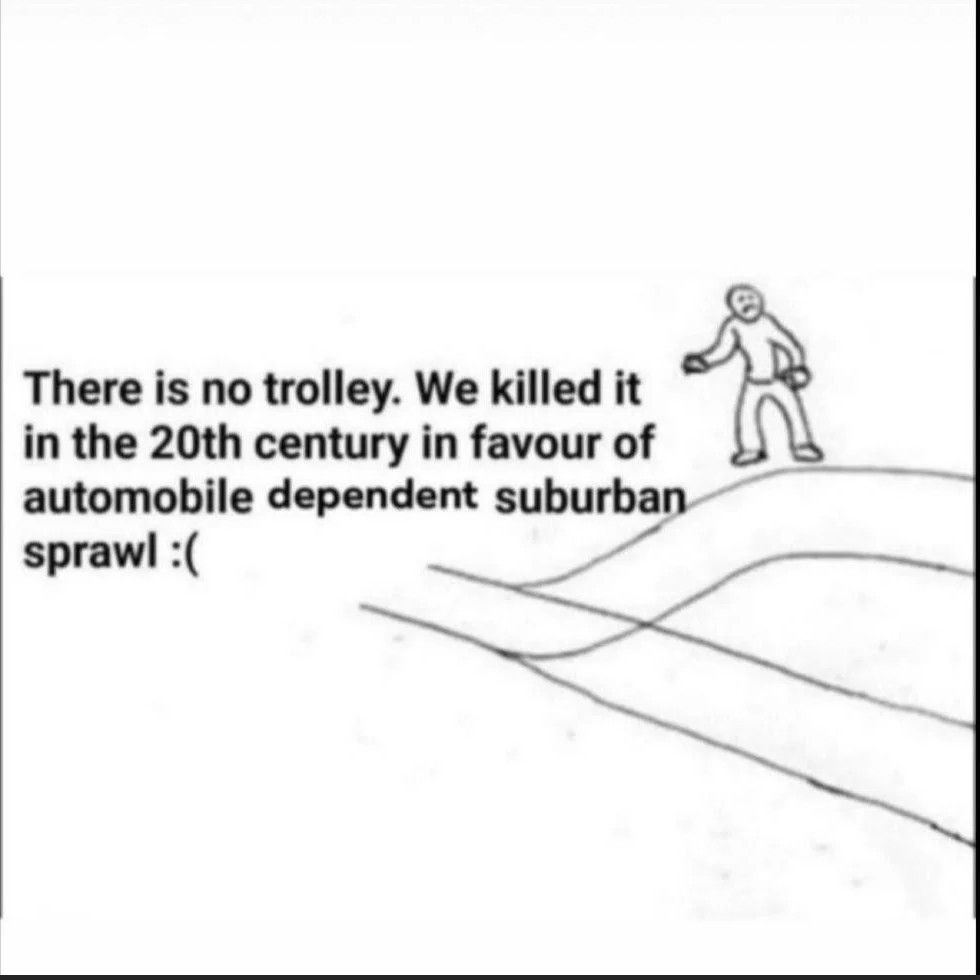 There is no trolley. We killed it
in the 20th century in favour of
automobile dependent suburban
sprawl :(